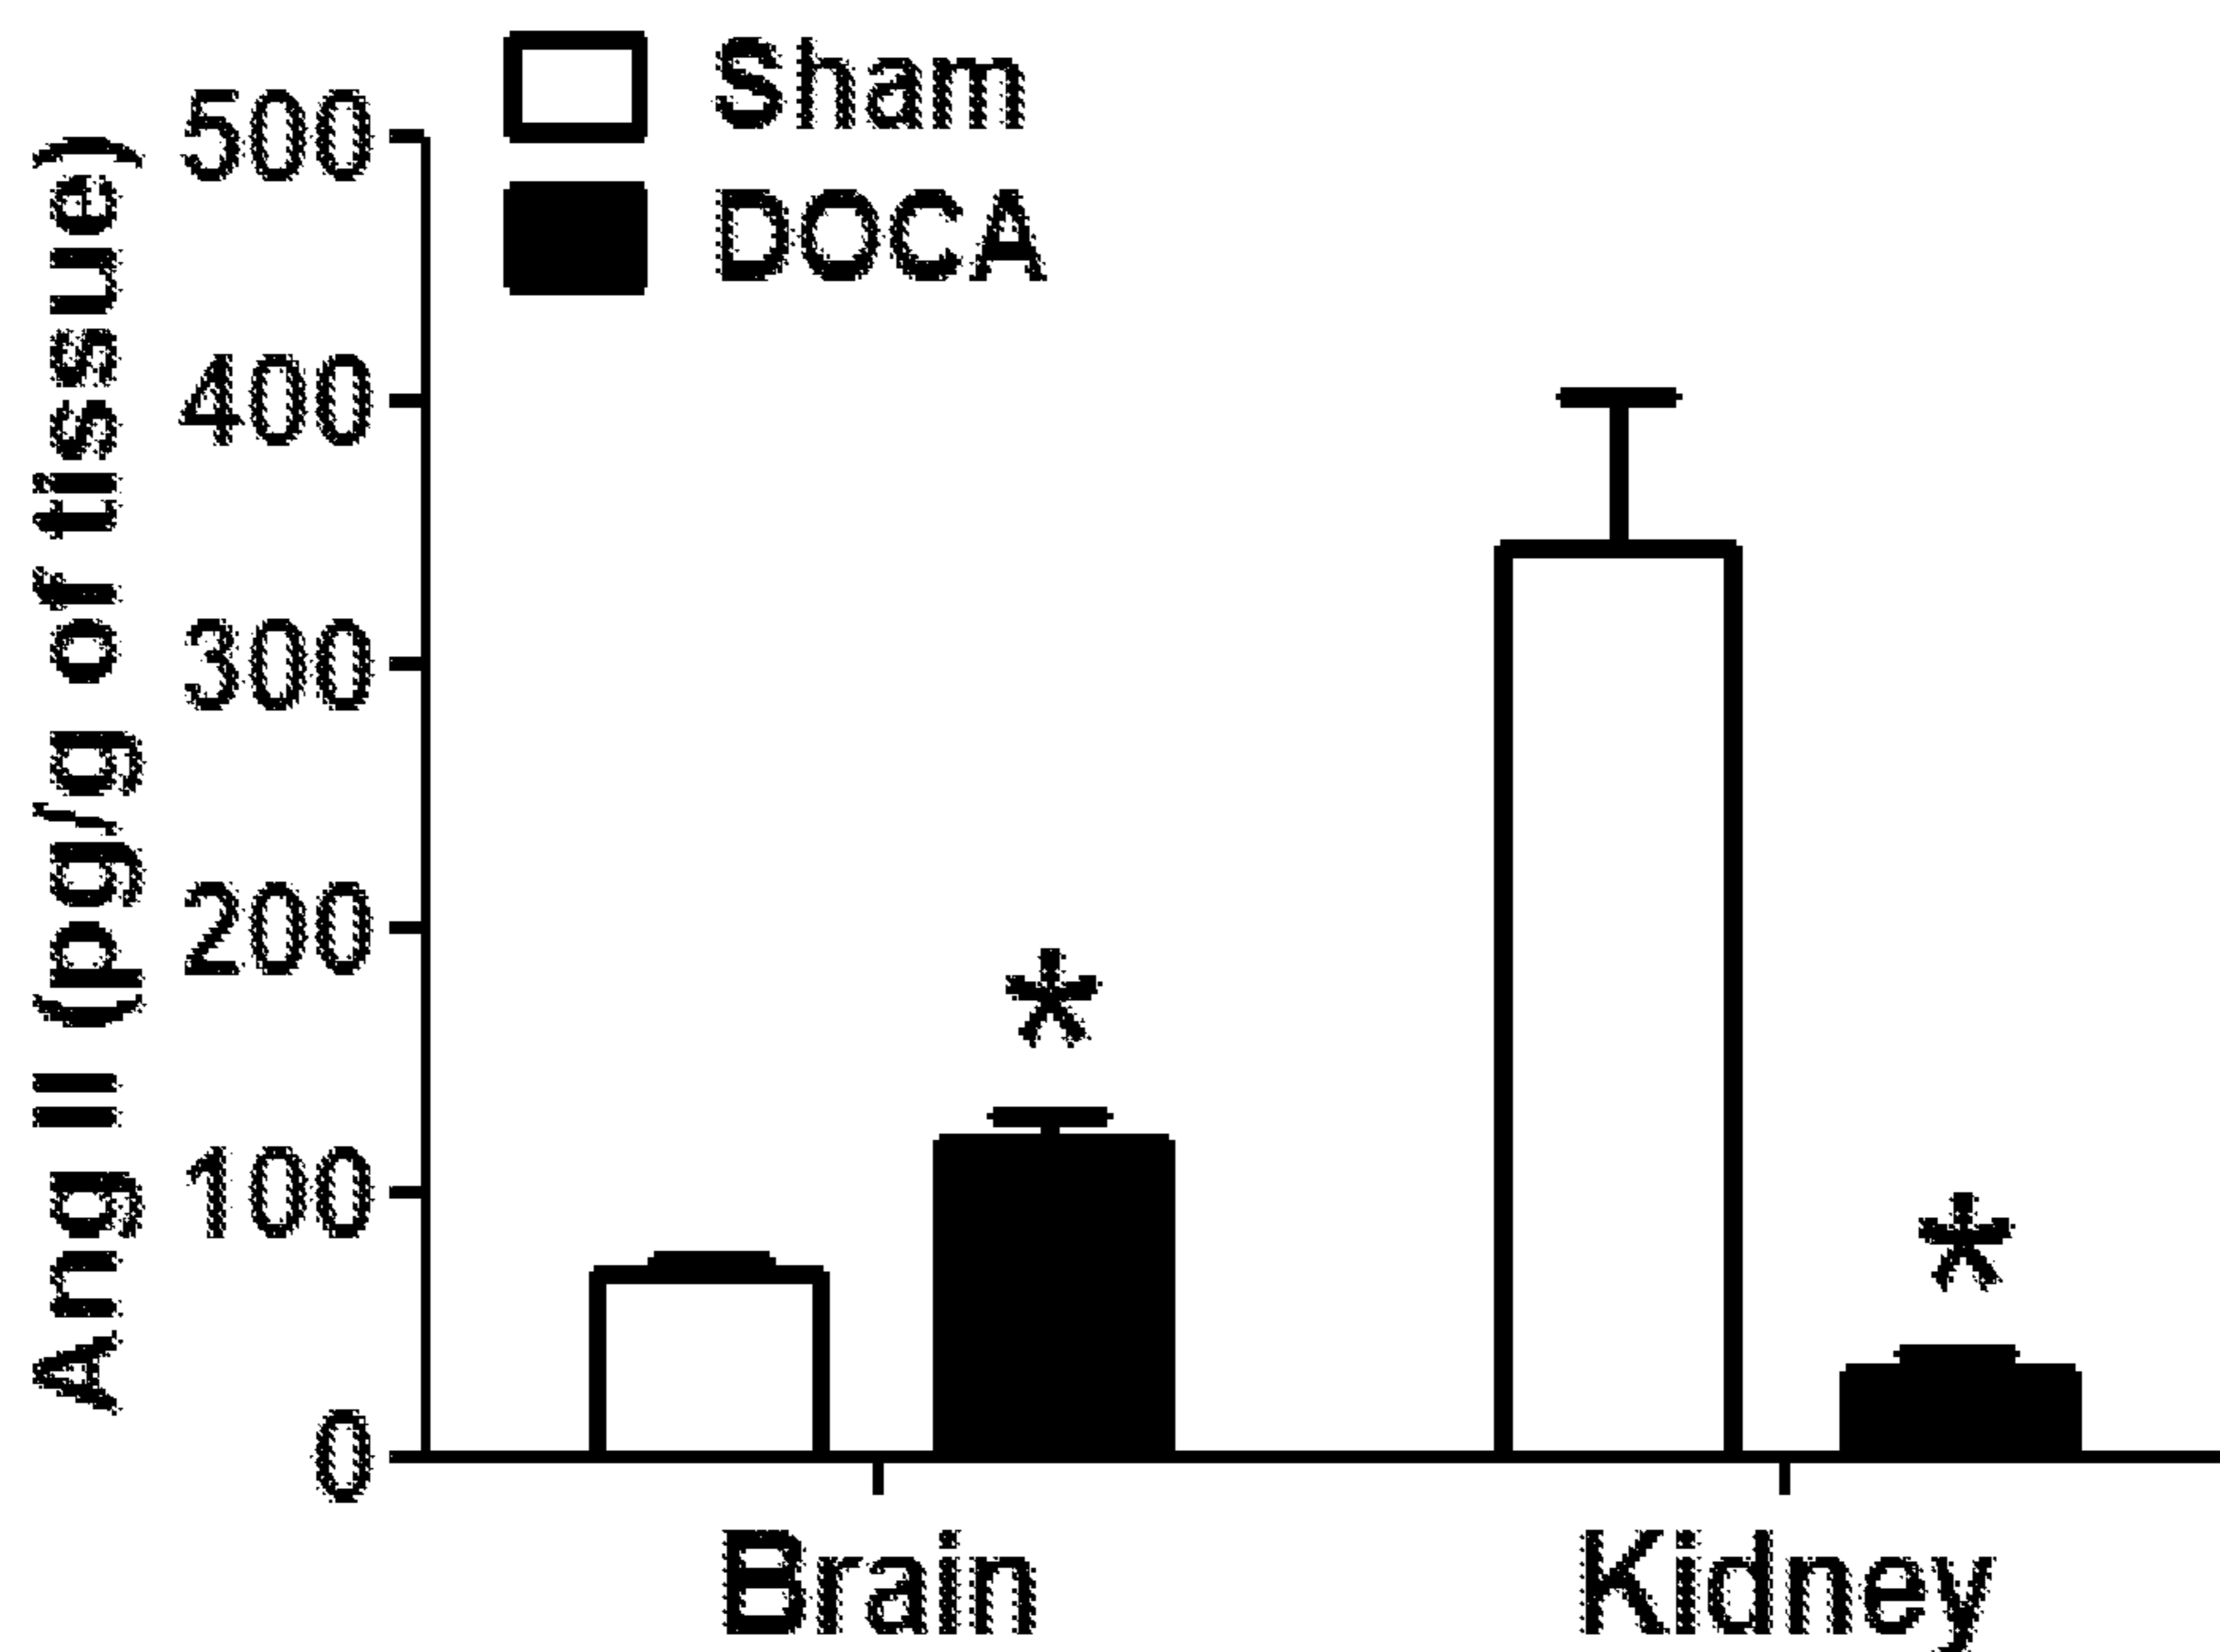 Sham
DOCA
Ang II (pg/g of tissue)
500
400
300
200
100
0
*
*
Brain
Kidney